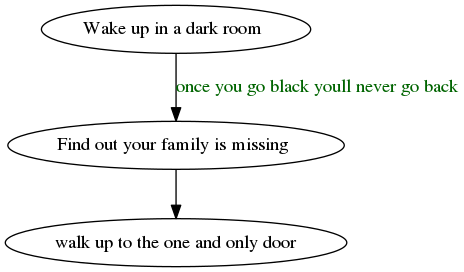 Wake up in a dark room
once you go black youll never go back
Find out your family is missing
walk up to the one and only door